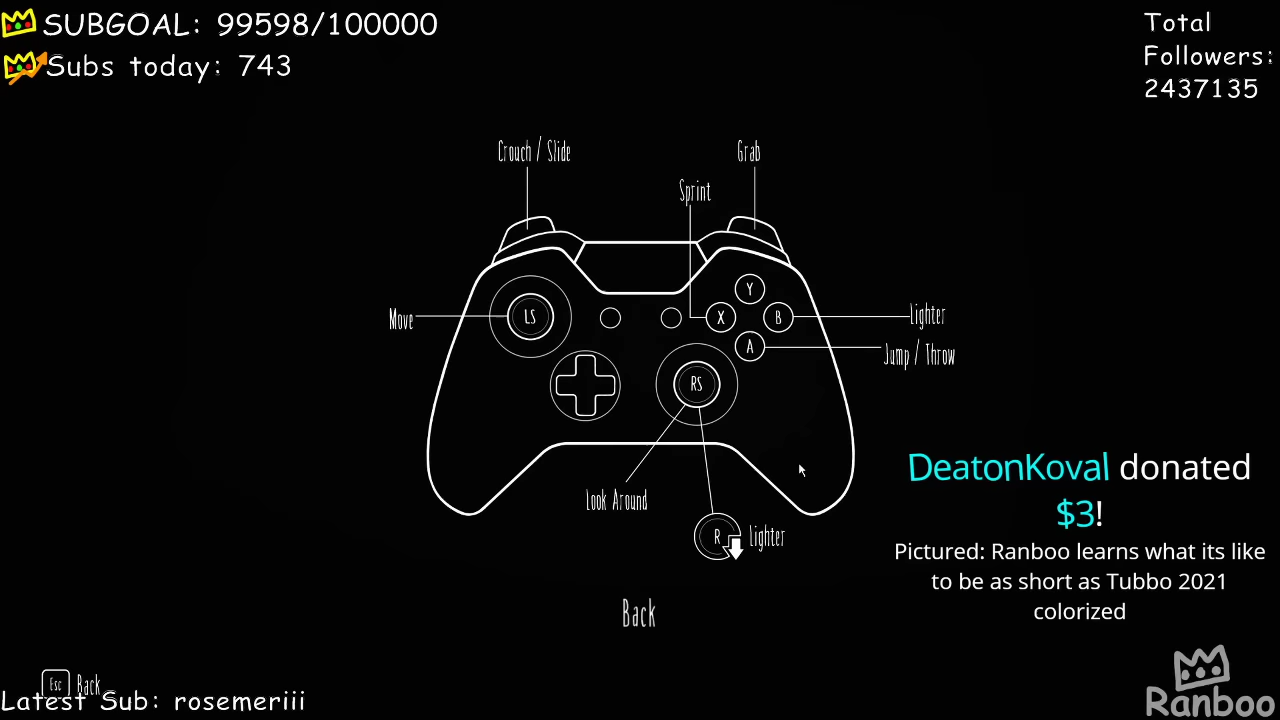 SUBGOAL: 99598/100000
Subs today: 743
Total
Followers:
2437135
Crouch / Slide
Grab
Sprint
Y
LS
X
B
Move
Lighter
A
Jump / Throw
RS
DeatonKoval donated
$3!
Look Around
R
Lighter
Pictured: Ranboo learns what its like
to be as short as Tubbo 2021
colorized
Back
Esc Back
Latest Sub: rosemeriii
Ranboo